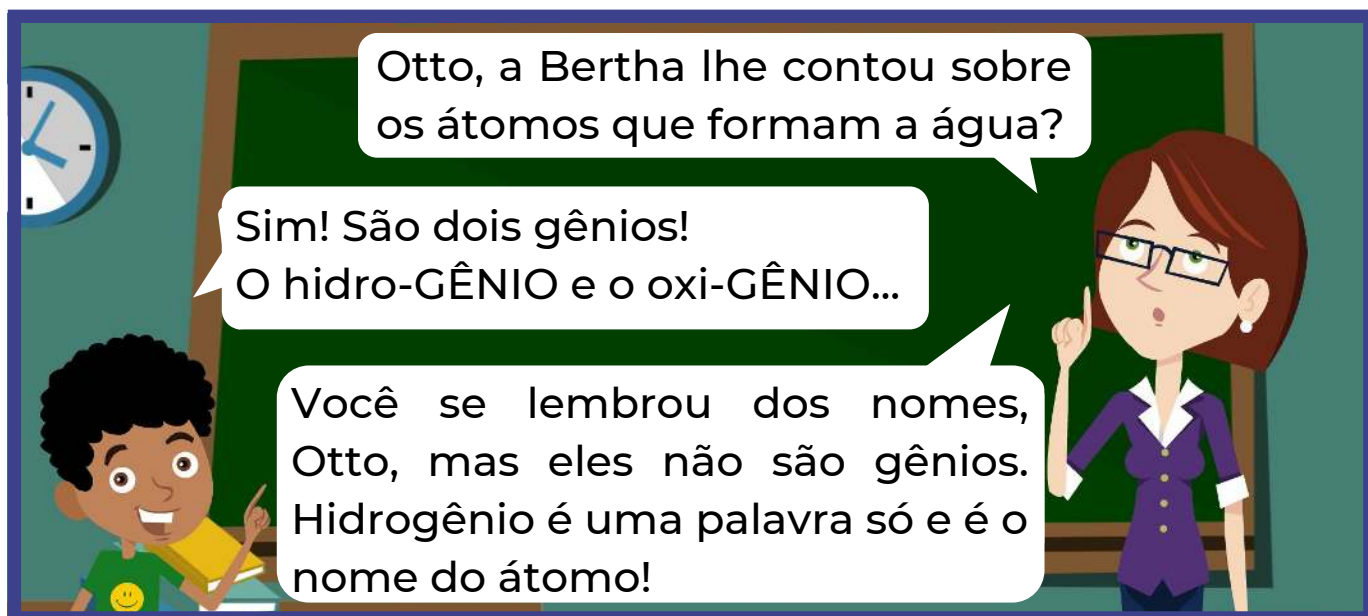 Otto, a Bertha lhe contou sobre
os átomos que formam a água?
Sim! São dois gênios!
O hidro-GÊNIO e o oxi-GÊNIO...
Você se lembrou dos nomes,
Otto, mas eles não são gênios.
Hidrogênio é uma palavra só e é o
nome do átomo!